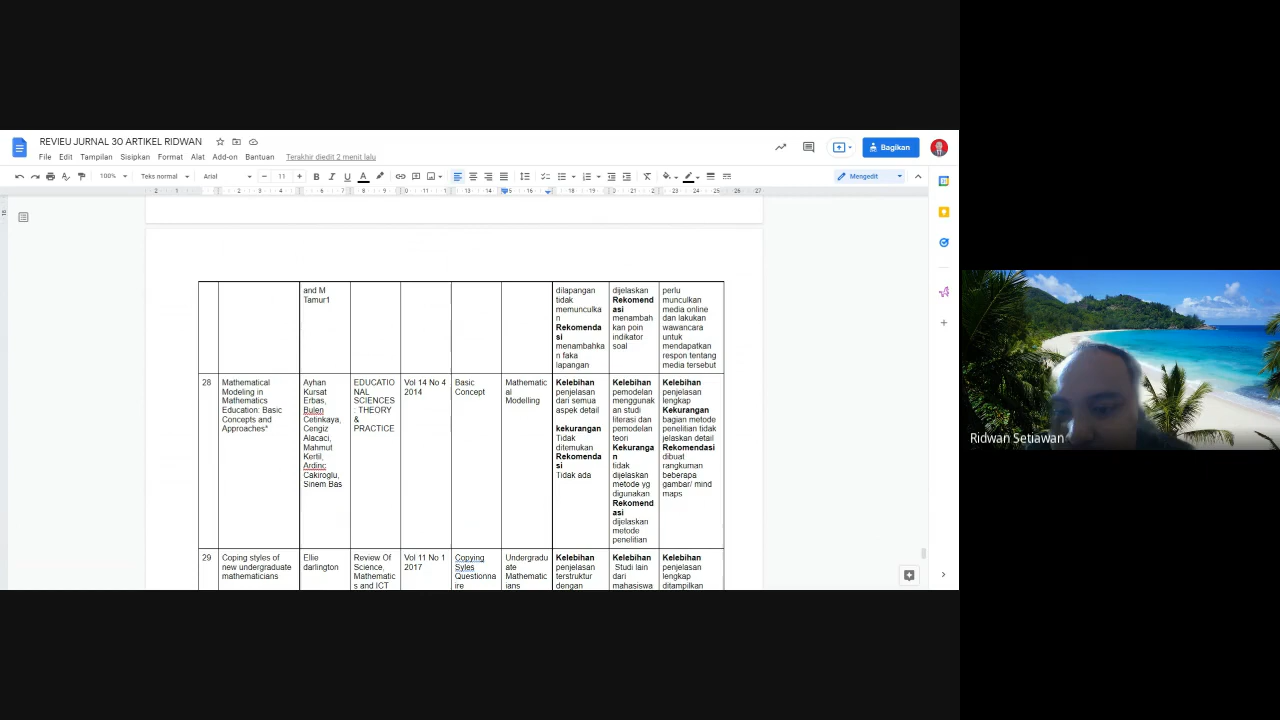 REVIEU JURNAL 30 ARTIKEL RIDWAN
File Edit Tampilan Sisipkan Format Alat Add-on Bantuan Terakhir diedit 2 menit lalu
Bagikan
100% Teks normal Arial 11 Mengedit
and M
Tamur1
dilapangan
tidak
memunculka
n
Rekomenda
si
menambahka
n faka
lapangan
dijelaskan
Rekomend
asi
menambah
kan poin
indikator
soal
perlu
munculkan
media online
dan lakukan
wawancara
untuk
mendapatkan
respon tentang
media tersebut
28
Mathematical
Modeling in
Mathematics
Education: Basic
Concepts and
Approaches*
Ayhan
Kursat
Erbas,
Bulen
Cetinkaya,
Cengiz
Alacaci,
Mahmut
Kertil,
Ardinc
Cakiroglu,
Sinem Bas
EDUCATIO
NAL
SCIENCES
: THEORY
&
PRACTICE
Vol 14 No 4
2014
Basic
Concept
Mathematic
al
Modelling
Kelebihan
penjelasan
dari semua
aspek detail
kekurangan
Tidak
ditemukan
Rekomenda
si
Tidak ada
Kelebihan
pemodelan
menggunak
an studi
literasi dan
pemodelan
teori
Kekuranga
n
tidak
dijelaskan
metode yg
digunakan
Rekomend
asi
dijelaskan
metode
penelitian
Kelebihan
penjelasan
lengkap
Kekurangan
bagian metode
penelitian tidak
jelaskan detail
Rekomendasi
dibuat
rangkuman
beberapa
gambar/ mind
maps
29
Coping styles of
new undergraduate
mathematicians
Ellie
darlington
Review Of
Science,
Mathematic
s and ICT
Vol 11 No 1
2017
Copying
Syles
Questionna
ire
Undergradu
ate
Mathematic
ians
Kelebihan
penjelasan
terstruktur
dengan
Kelebihan
Studi lain
dari
mahasiswa
Kelebihan
penjelasan
lengkap
ditampilkan
Ridwan Setiawan